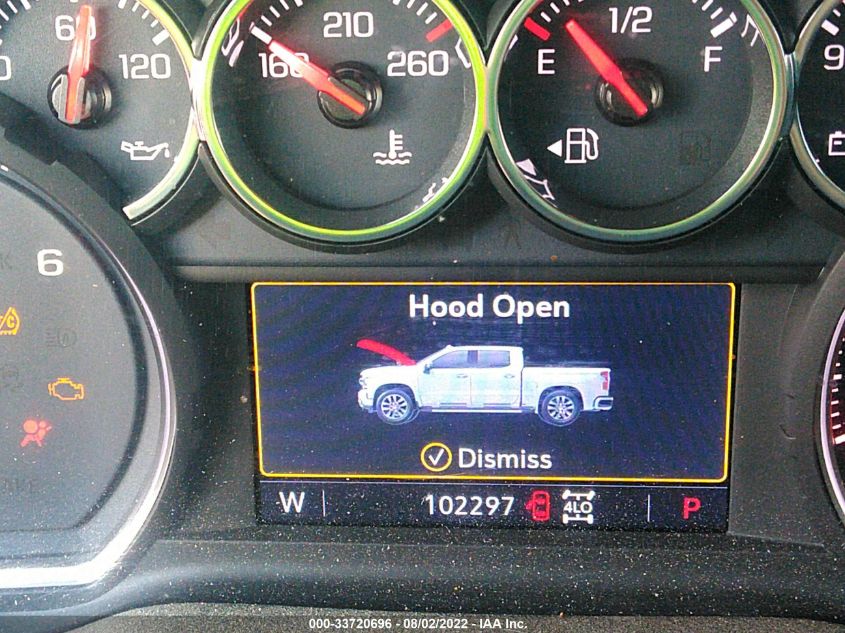 60 120
160 210 260
E 1/2 F
9
6
Hood Open
Dismiss
W 102297 4LO P
000-33720696 - 08/02/2022 - IAA Inc.